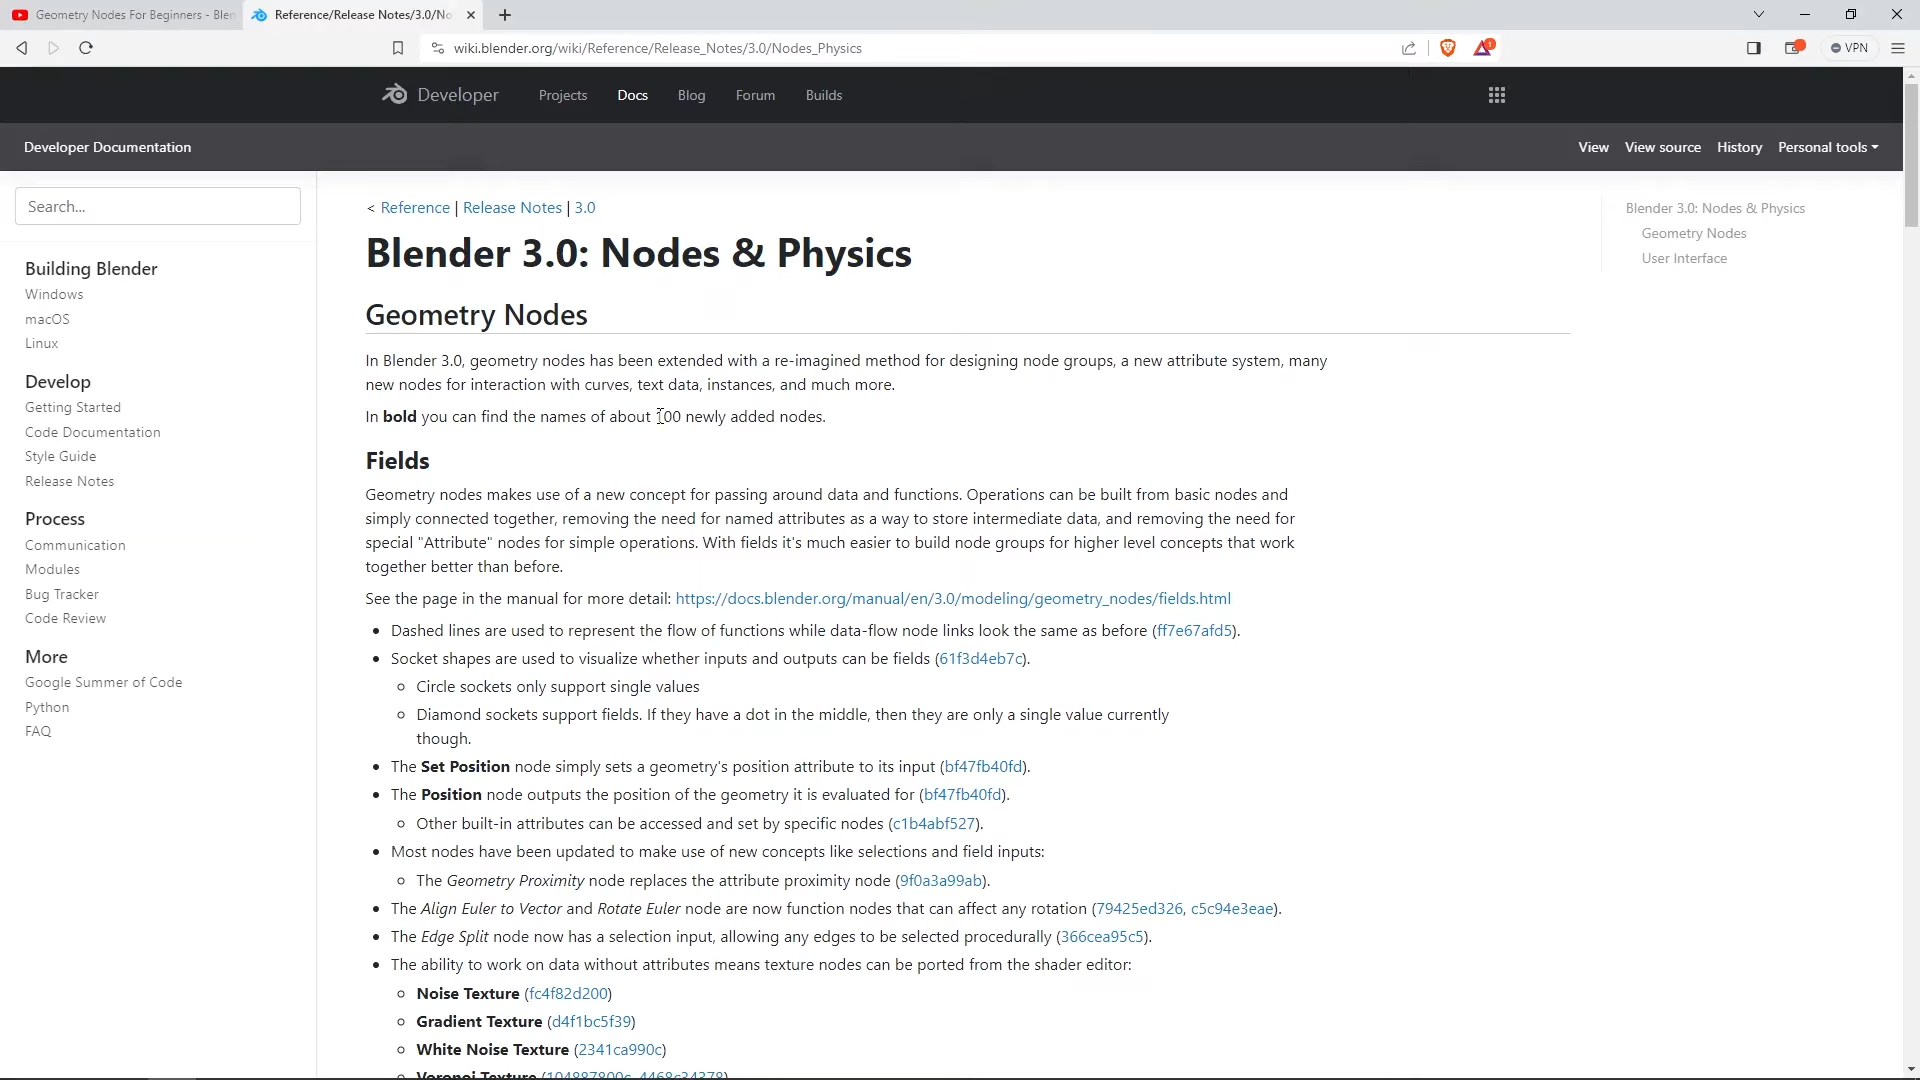 Geometry Nodes For Beginners - Blen
Reference/Release Notes/3.0/No
wiki.blender.org/wiki/Reference/Release_Notes/3.0/Nodes_Physics
1
VPN
Developer
Projects
Docs
Blog
Forum
Builds
Developer Documentation
View
View source
History
Personal tools
Search...
Building Blender
Windows
macOS
Linux
Develop
Getting Started
Code Documentation
Style Guide
Release Notes
Process
Communication
Modules
Bug Tracker
Code Review
More
Google Summer of Code
Python
FAQ
< Reference | Release Notes | 3.0
Blender 3.0: Nodes & Physics
Geometry Nodes
In Blender 3.0, geometry nodes has been extended with a re-imagined method for designing node groups, a new attribute system, many
new nodes for interaction with curves, text data, instances, and much more.
In bold you can find the names of about 100 newly added nodes.
Fields
Geometry nodes makes use of a new concept for passing around data and functions. Operations can be built from basic nodes and
simply connected together, removing the need for named attributes as a way to store intermediate data, and removing the need for
special "Attribute" nodes for simple operations. With fields it's much easier to build node groups for higher level concepts that work
together better than before.
See the page in the manual for more detail: https://docs.blender.org/manual/en/3.0/modeling/geometry_nodes/fields.html
Dashed lines are used to represent the flow of functions while data-flow node links look the same as before (ff7e67afd5).
Socket shapes are used to visualize whether inputs and outputs can be fields (61f3d4eb7c).
Circle sockets only support single values
Diamond sockets support fields. If they have a dot in the middle, then they are only a single value currently
though.
The Set Position node simply sets a geometry's position attribute to its input (bf47fb40fd).
The Position node outputs the position of the geometry it is evaluated for (bf47fb40fd).
Other built-in attributes can be accessed and set by specific nodes (c1b4abf527).
Most nodes have been updated to make use of new concepts like selections and field inputs:
The Geometry Proximity node replaces the attribute proximity node (9f0a3a99ab).
The Align Euler to Vector and Rotate Euler node are now function nodes that can affect any rotation (79425ed326, c5c94e3eae).
The Edge Split node now has a selection input, allowing any edges to be selected procedurally (366cea95c5).
The ability to work on data without attributes means texture nodes can be ported from the shader editor:
Noise Texture (fc4f82d200)
Gradient Texture (d4f1bc5f39)
White Noise Texture (2341ca990c)
Voronoi Texture (104887800c, 4468c34378)
Blender 3.0: Nodes & Physics
Geometry Nodes
User Interface